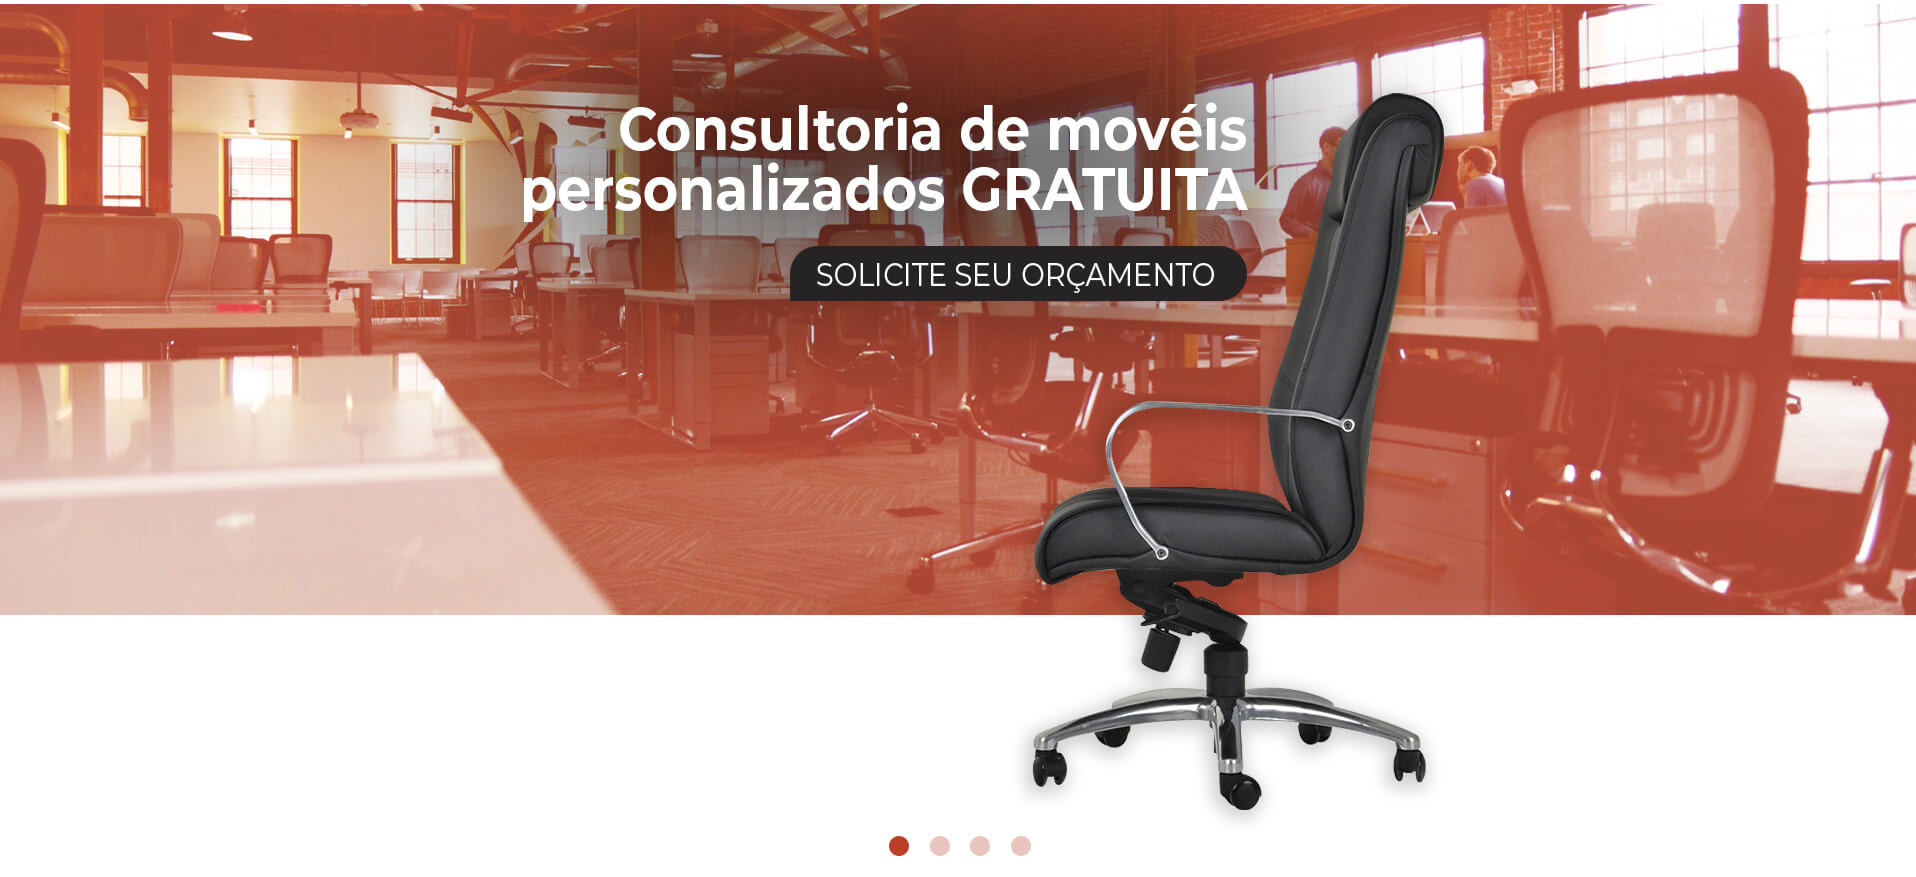 Consultoria de movéis
personalizados GRATUITA
SOLICITE SEU ORÇAMENTO